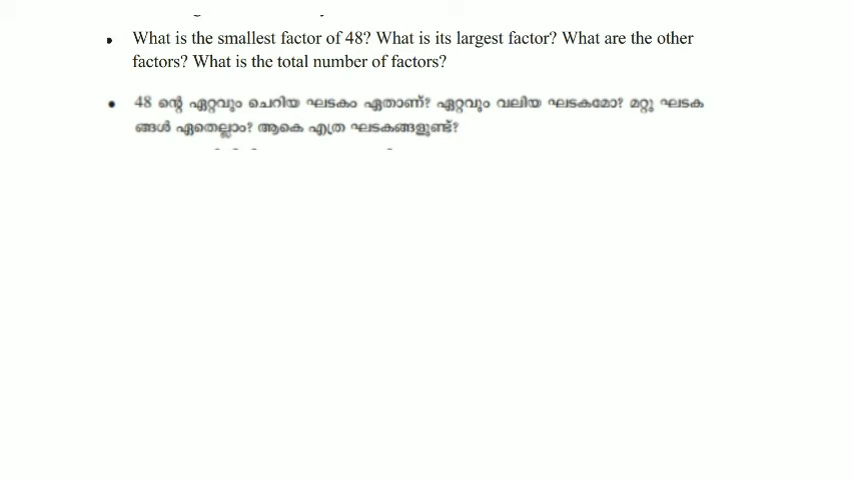 • What is the smallest factor of 48? What is its largest factor? What are the other
factors? What is the total number of factors?
• 48 ന്റെ ഏറ്റവും ചെറിയ ഘടകം ഏതാണ്? ഏറ്റവും വലിയ ഘടകമോ? മറ്റു ഘടക
ങ്ങൾ ഏതെല്ലാം? ആകെ എത്ര ഘടകങ്ങളുണ്ട്?